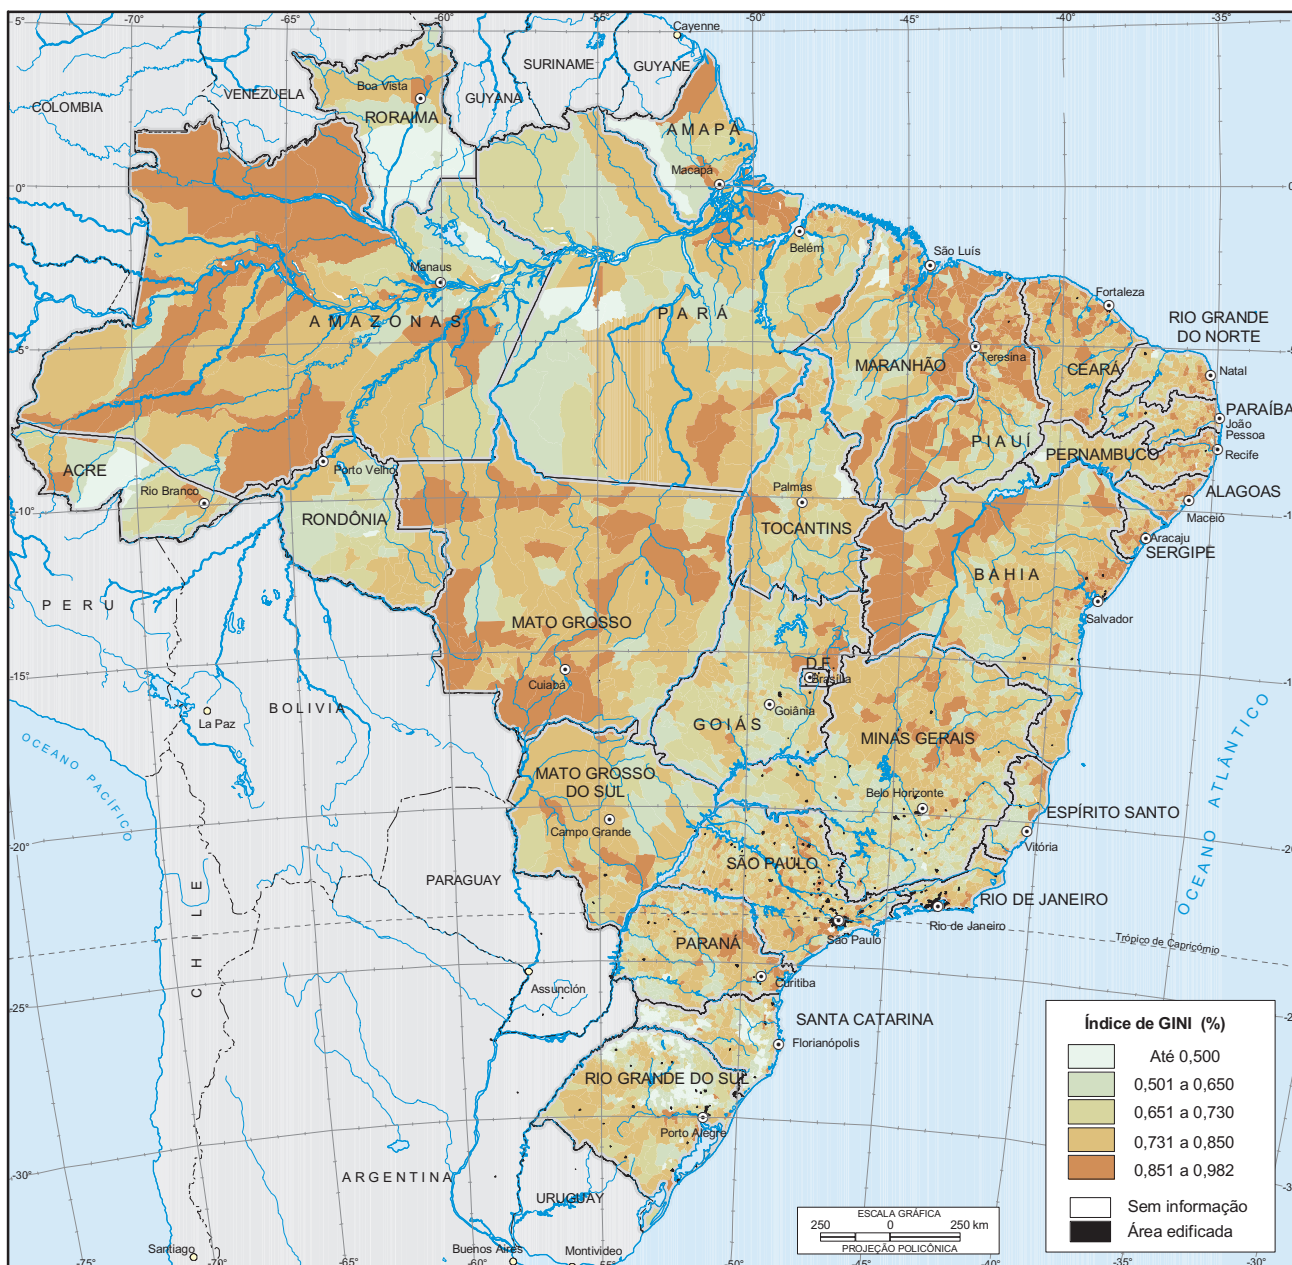 5°
-65°
-60°
-55°
-50°
-45°
-40°
-35°
Cayenne
SURINAME
GUYANE
VENEZUELA
COLOMBIA
GUYANA
Boa Vista
RORAIMA
AMAPÁ
Macapá
0°
0°
Belém
São Luís
Manaus
Fortaleza
AMAZONAS
PARÁ
RIO GRANDE
DO NORTE
-5°
-5°
MARANHÃO
Teresina
CEARÁ
Natal
PARAÍBA
João
Pessoa
PIAUÍ
PERNAMBUCO
Recife
ACRE
Porto Velho
Rio Branco
Palmas
ALAGOAS
Maceió
-10°
-10°
RONDÔNIA
TOCANTINS
Aracaju
SERGIPE
BAHIA
PERU
Salvador
MATO GROSSO
D.F.
Brasília
-15°
-15°
Cuiabá
La Paz
BOLIVIA
Goiânia
GOIÁS
MINAS GERAIS
OCEANO PACÍFICO
OCEANO ATLÂNTICO
MATO GROSSO
DO SUL
Belo Horizonte
ESPÍRITO SANTO
Campo Grande
Vitória
-20°
-20°
SÃO PAULO
PARAGUAY
CHILE
RIO DE JANEIRO
Rio de Janeiro
São Paulo
PARANÁ
Trópico de Capricórnio
Assunción
Curitiba
-25°
SANTA CATARINA
Florianópolis
Índice de GINI (%)
Até 0,500
0,501 a 0,650
0,651 a 0,730
0,731 a 0,850
0,851 a 0,982
Sem informação
Área edificada
RIO GRANDE DO SUL
Porto Alegre
-30°
ARGENTINA
URUGUAY
ESCALA GRÁFICA
250 0 250 km
PROJEÇÃO POLICÔNICA
Santiago
Buenos Aires
Montivideo
-75°
-70°
-65°
-60°
-55°
-50°
-45°
-40°
-35°
-30°